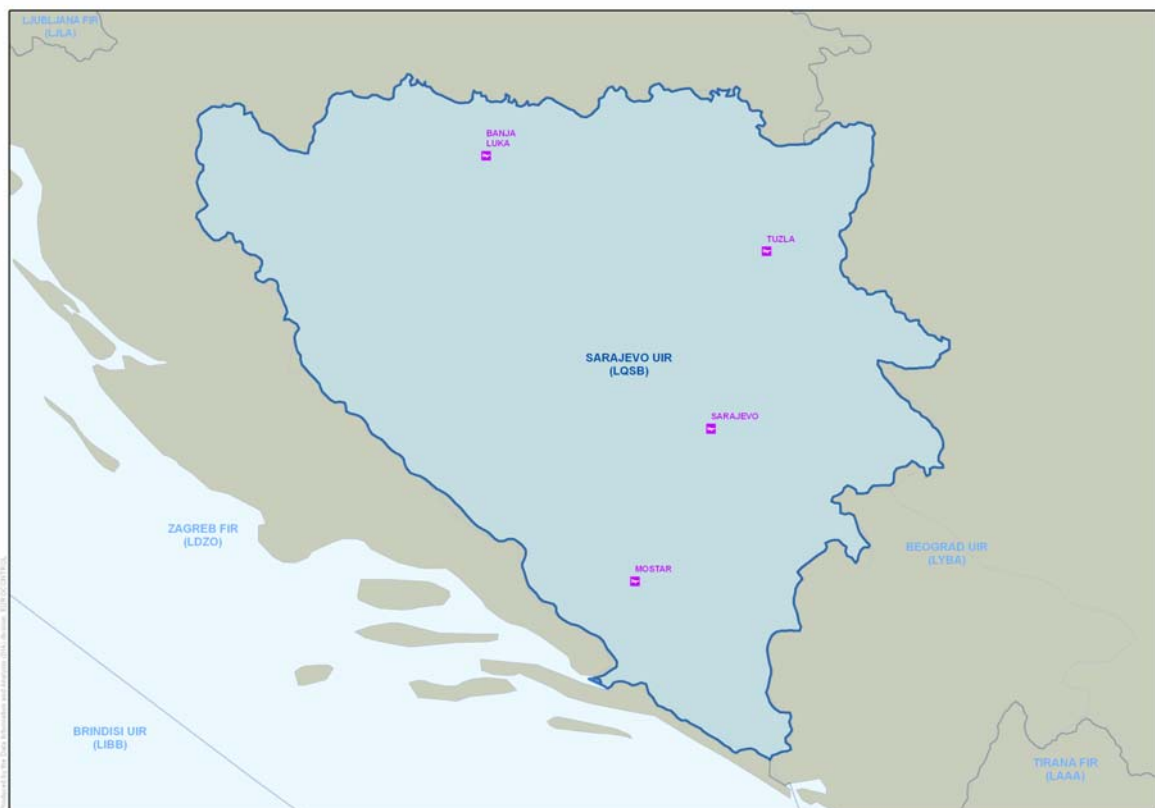 LJUBLJANA FIR
(LJLA)
BANJA
LUKA
TUZLA
SARAJEVO UIR
(LQSB)
SARAJEVO
ZAGREB FIR
(LDZO)
BEOGRAD UIR
(LYBA)
MOSTAR
BRINDISI UIR
(LIBB)
TIRANA FIR
(LAAA)